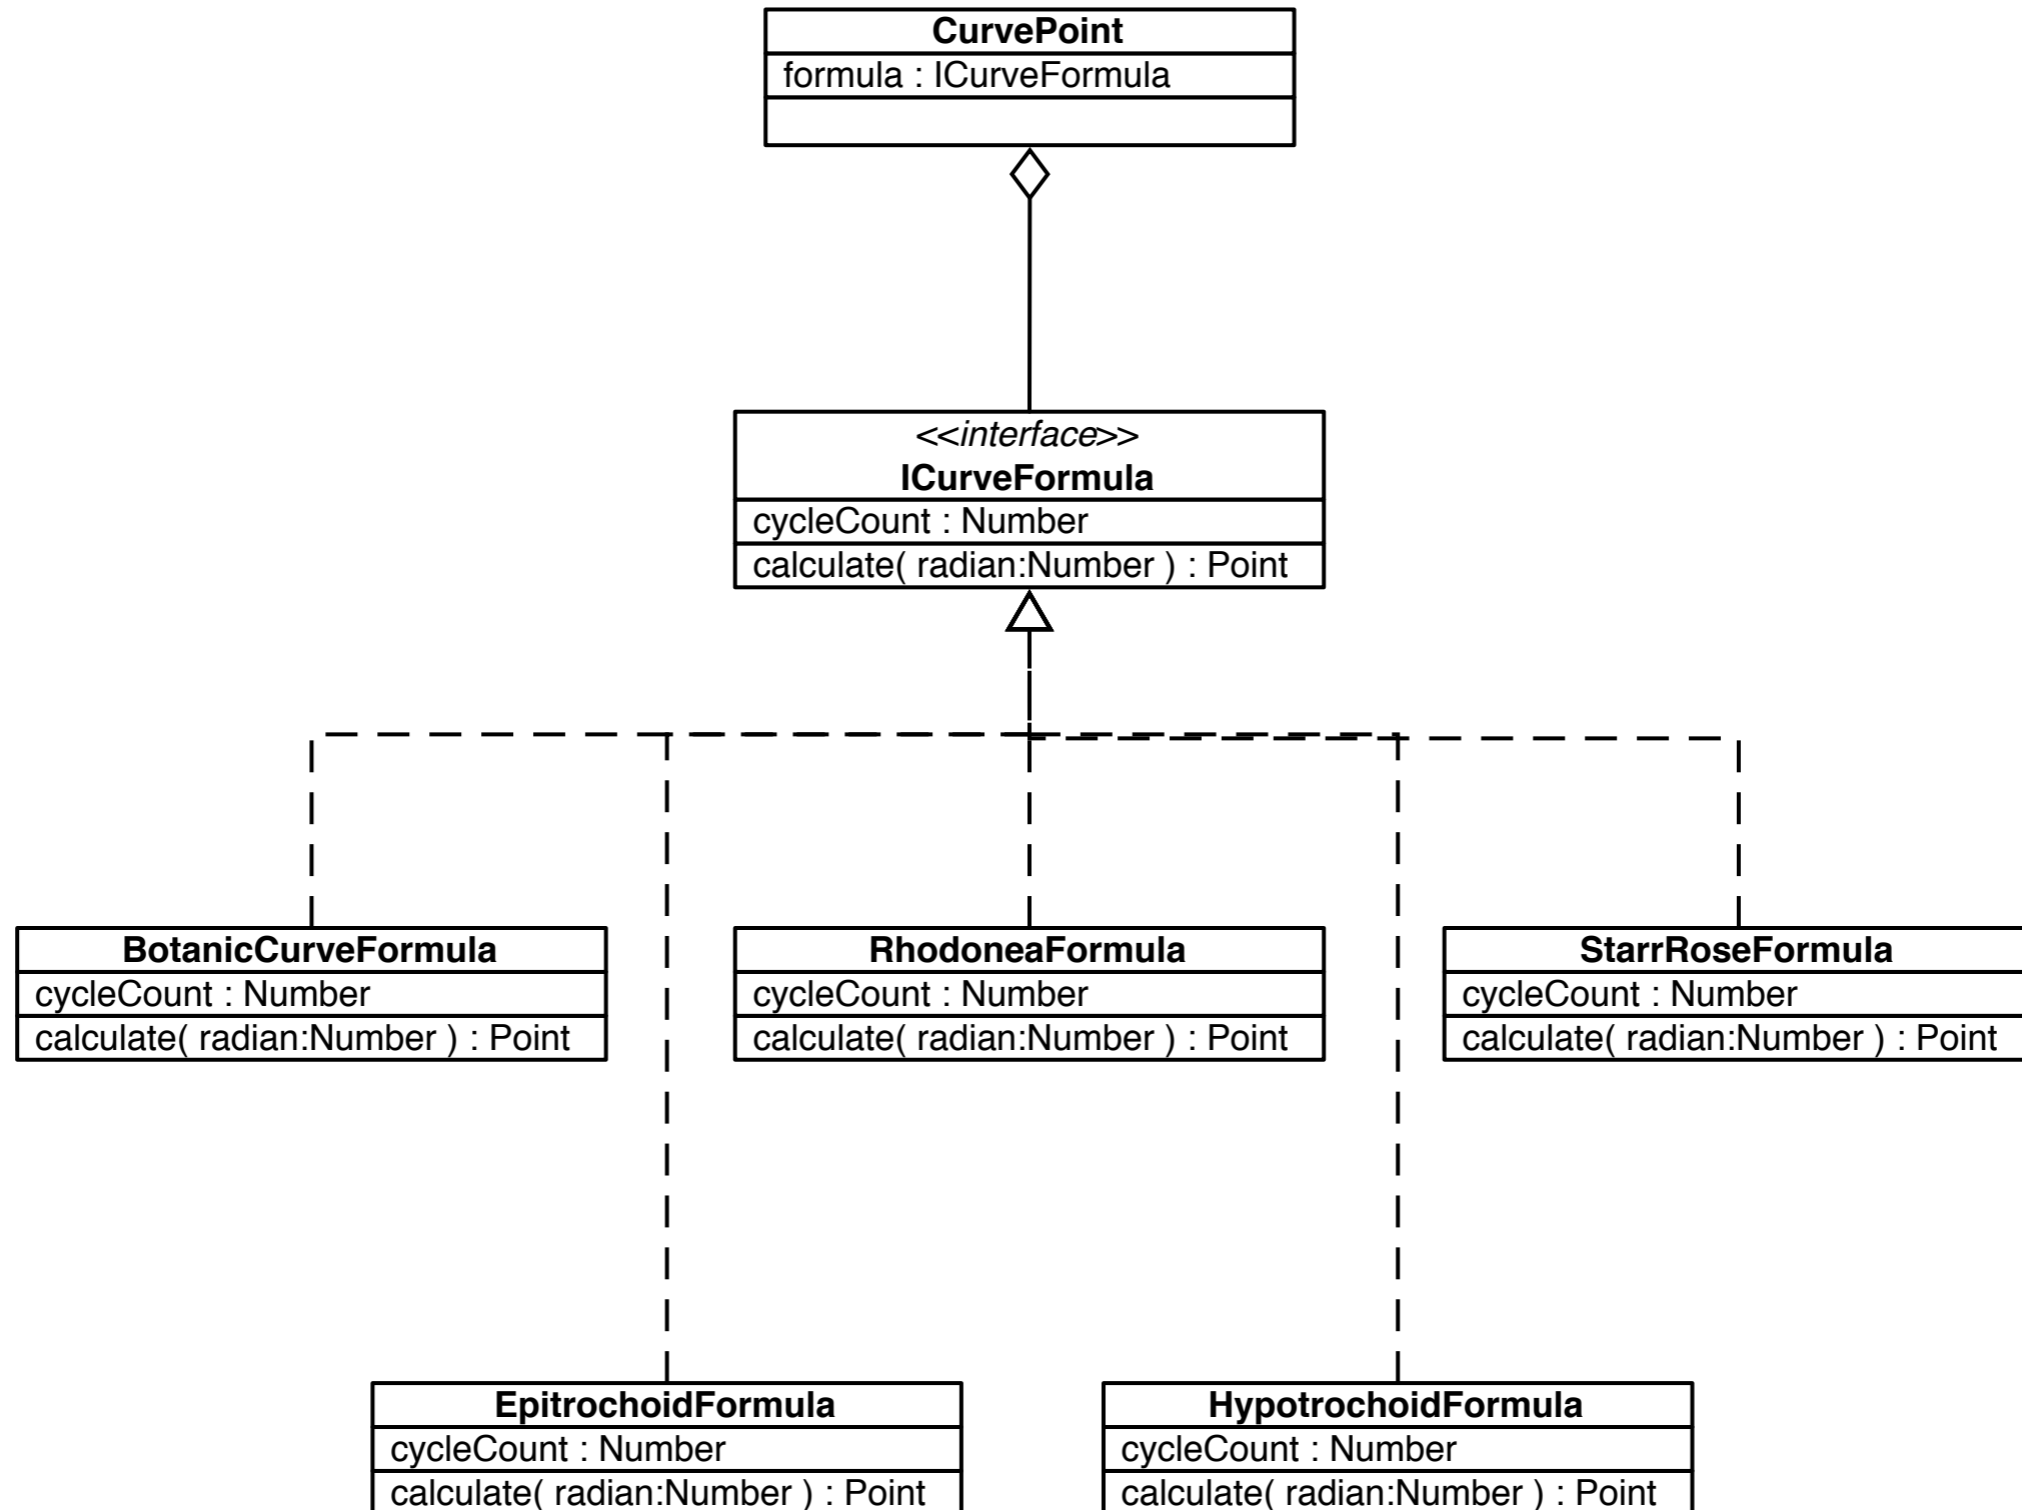 CurvePoint
formula : ICurveFormula
<<interface>>
ICurveFormula
cycleCount : Number
calculate( radian:Number ) : Point
BotanicCurveFormula
cycleCount : Number
calculate( radian:Number ) : Point
RhodoneaFormula
cycleCount : Number
calculate( radian:Number ) : Point
StarrRoseFormula
cycleCount : Number
calculate( radian:Number ) : Point
EpitrochoidFormula
cycleCount : Number
calculate( radian:Number ) : Point
HypotrochoidFormula
cycleCount : Number
calculate( radian:Number ) : Point